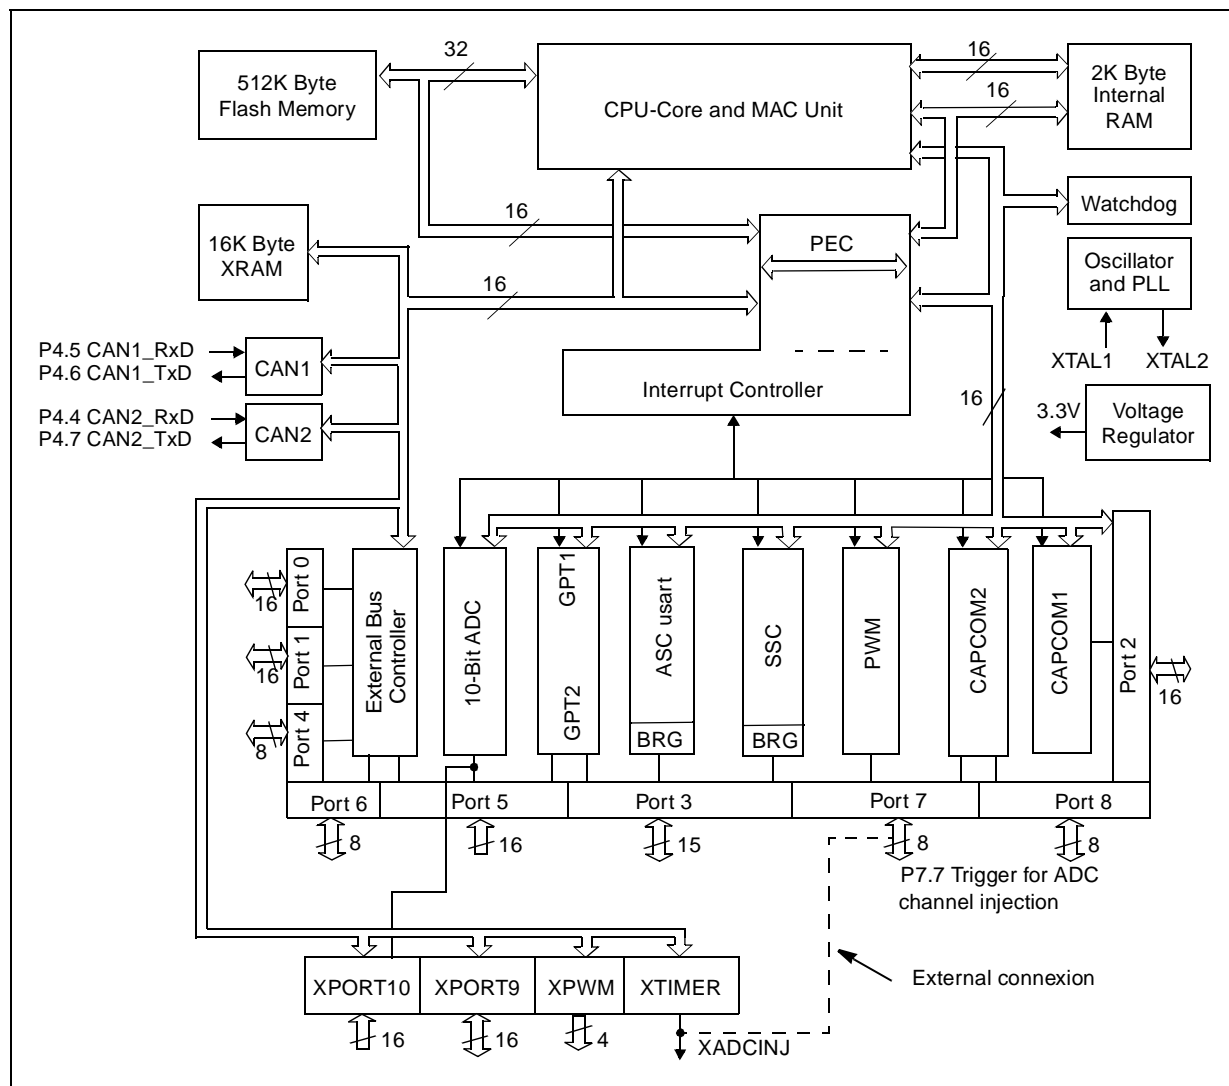 32
16
512K Byte
Flash Memory
CPU-Core and MAC Unit
2K Byte
Internal
RAM
16
16
PEC
Watchdog
16K Byte
XRAM
16
Oscillator
and PLL
XTAL1
XTAL2
P4.5 CAN1_RxD
P4.6 CAN1_TxD
CAN1
P4.4 CAN2_RxD
P4.7 CAN2_TxD
CAN2
Interrupt Controller
16
3.3V
Voltage
Regulator
Port 0
16
Port 1
16
Port 4
8
External Bus
Controller
10-Bit ADC
GPT1
GPT2
ASC usart
BRG
SSC
BRG
PWM
CAPCOM2
CAPCOM1
Port 2
16
Port 6
Port 5
Port 3
Port 7
Port 8
8
16
15
8
8
P7.7 Trigger for ADC
channel injection
External connexion
XPORT10
XPORT9
XPWM
XTIMER
16
16
4
XADCINJ